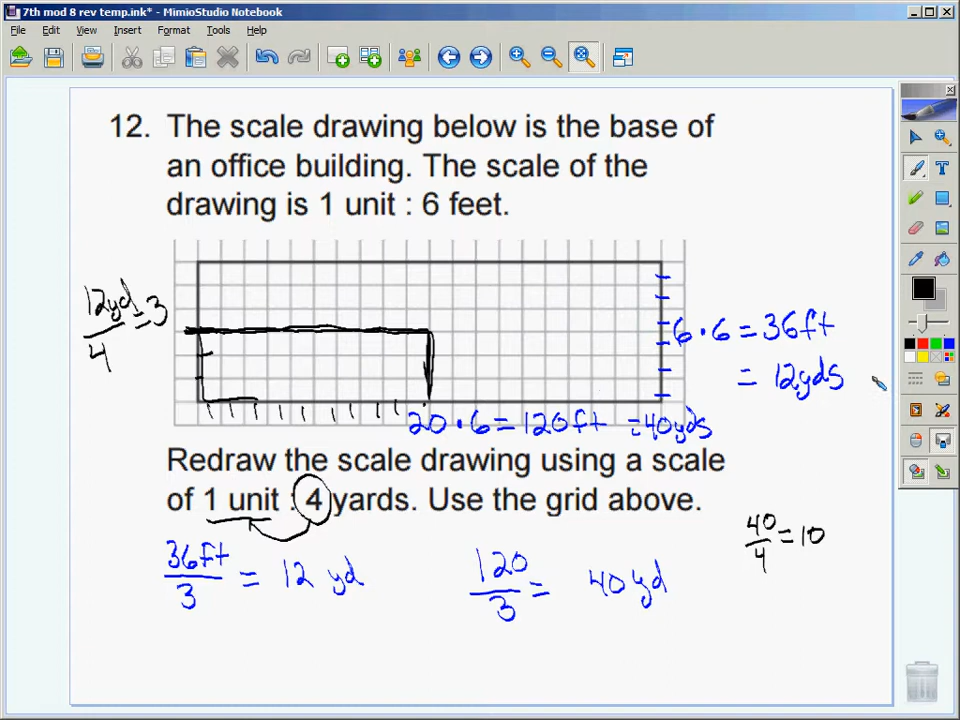 7th mod 8 rev temp.ink* - MimioStudio Notebook
File Edit View Insert Format Tools Help
12. The scale drawing below is the base of
an office building. The scale of the
drawing is 1 unit : 6 feet.
12yd/4 = 3
6 · 6 = 36ft
= 12yds
20 · 6 = 120ft = 40yds
Redraw the scale drawing using a scale
of 1 unit : 4 yards. Use the grid above.
40/4 = 10
36ft/3 = 12 yd
120/3 = 40 yd